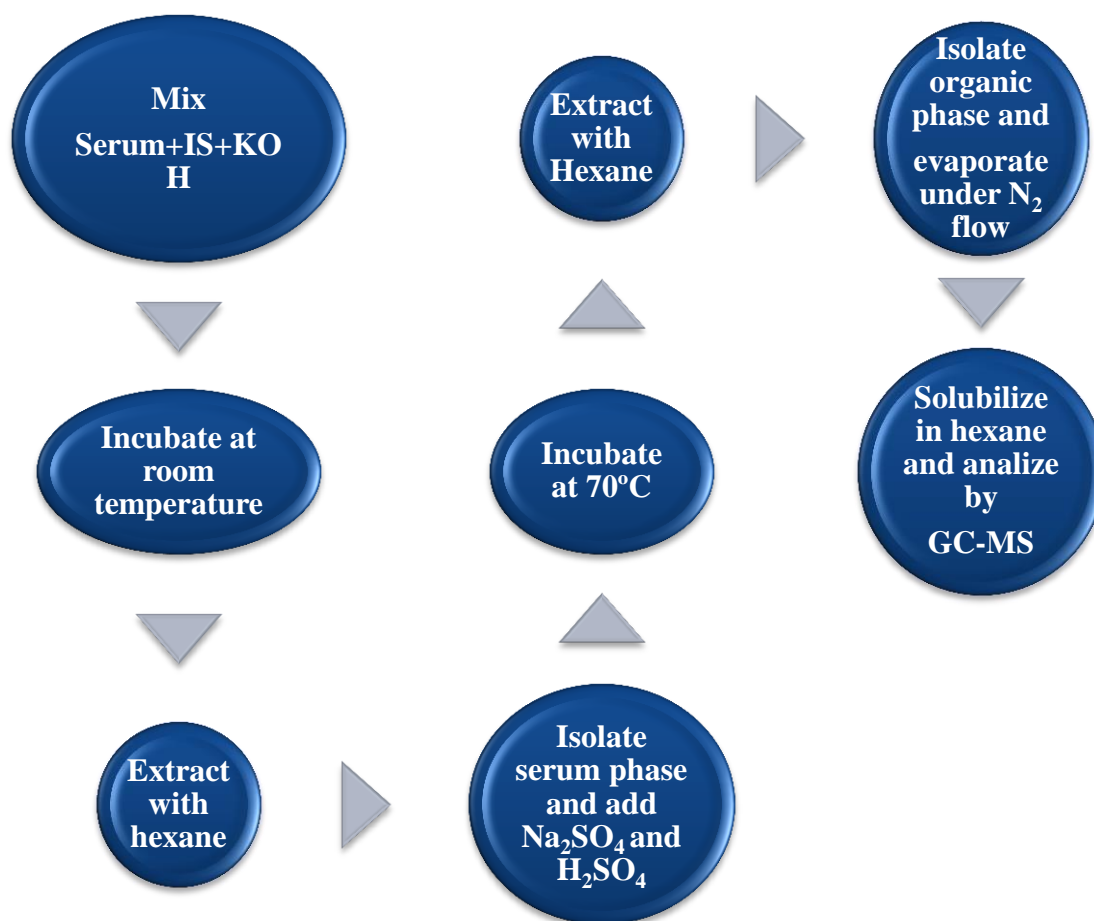 Mix
Serum+IS+KO
H
Incubate at
room
temperature
Extract
with
hexane
Isolate
serum phase
and add
Na₂SO₄ and
H₂SO₄
Incubate
at 70ºC
Extract
with
Hexane
Isolate
organic
phase and
evaporate
under N₂
flow
Solubilize
in hexane
and analize
by
GC-MS